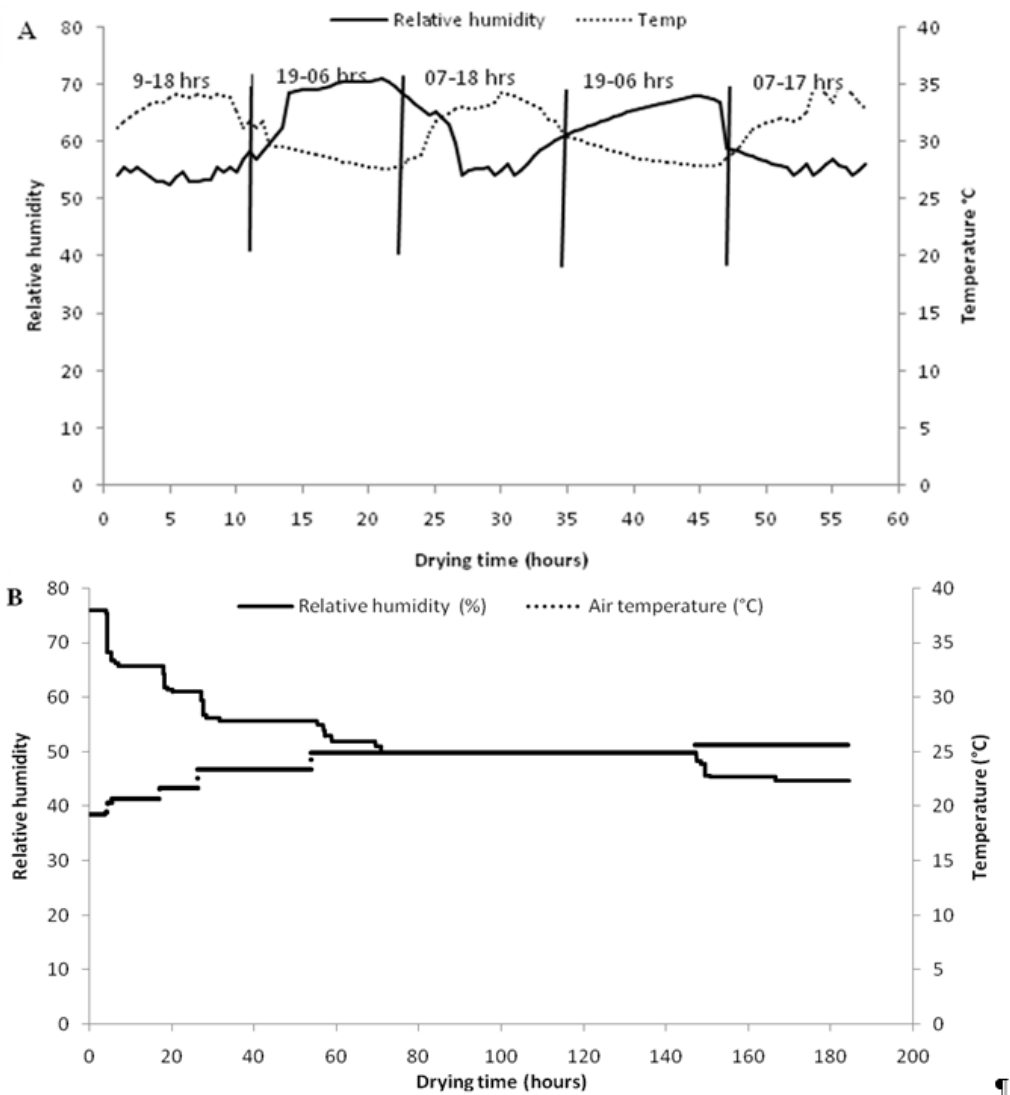 A
Relative humidity Temp
80 40
9-18 hrs 19-06 hrs 07-18 hrs 19-06 hrs 07-17 hrs
70 35
60 30
50 25
40 20
30 15
20 10
10 5
0 0
Relative humidity
Temperature °C
0 5 10 15 20 25 30 35 40 45 50 55 60
Drying time (hours)
B
Relative humidity (%) Air temperature (°C)
80 40
70 35
60 30
50 25
40 20
30 15
20 10
10 5
0 0
Relative humidity
Temperature (°C)
0 20 40 60 80 100 120 140 160 180 200
Drying time (hours)
¶